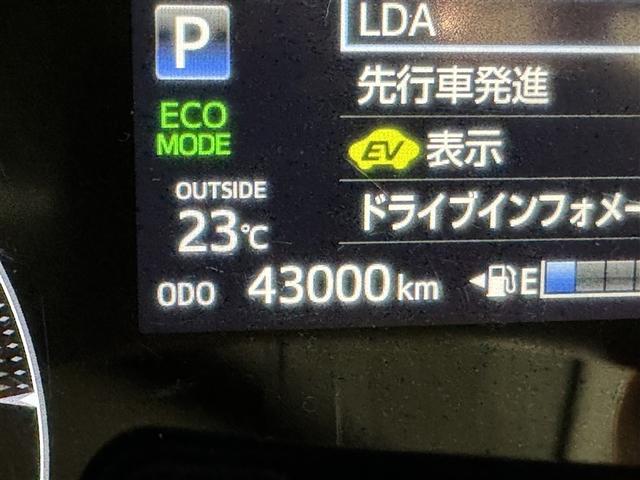 P
LDA
先行車発進
ECO
MODE
EV 表示
OUTSIDE
23℃
ドライブインフォメー
ODO 43000 km
E